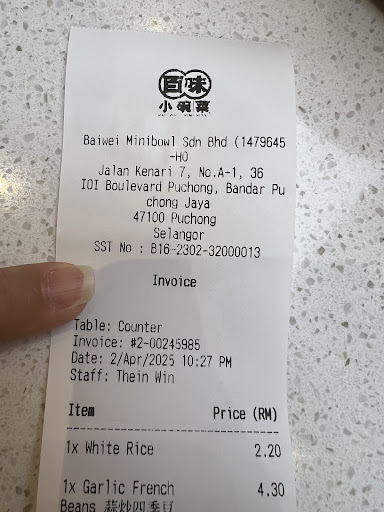 百味
小碗菜
Baiwei Minibowl Sdn Bhd (1479645
-H)
Jalan Kenari 7, No.A-1, 36
IOI Boulevard Puchong, Bandar Pu
chong Jaya
47100 Puchong
Selangor
SST No : B16-2302-32000013
Invoice
Table: Counter
Invoice: #2-00245985
Date: 2/Apr/2025 10:27 PM
Staff: Thein Win
Item Price (RM)
1x White Rice 2.20
1x Garlic French 4.30
Beans 蒜炒四季豆